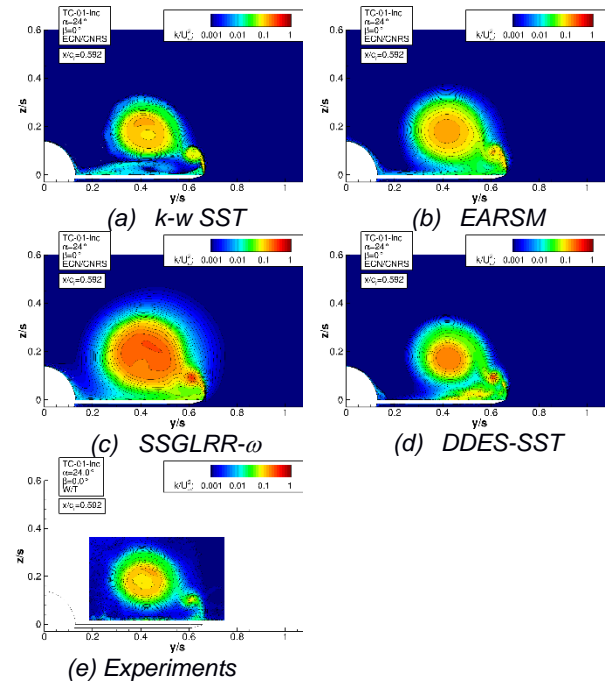 TC-01-Inc
α=24°
β=0°
ECN/CNRS
x/cᵣ=0.592
0.001 0.01 0.1 1
z/s
0.6
0.4
0.2
0
0 0.2 0.4 0.6 0.8 1
y/s
(a) k-w SST
TC-01-Inc
α=24°
β=0°
ECN/CNRS
x/cᵣ=0.592
0.001 0.01 0.1 1
z/s
0.6
0.4
0.2
0
0 0.2 0.4 0.6 0.8 1
y/s
(b) EARSM
TC-01-Inc
α=24°
β=0°
ECN/CNRS
x/cᵣ=0.592
0.001 0.01 0.1 1
z/s
0.6
0.4
0.2
0
0 0.2 0.4 0.6 0.8 1
y/s
(c) SSGLRR-ω
TC-01-Inc
α=24°
β=0°
ECN/CNRS
x/cᵣ=0.592
0.001 0.01 0.1 1
z/s
0.6
0.4
0.2
0
0 0.2 0.4 0.6 0.8 1
y/s
(d) DDES-SST
TC-01-Inc
α=24.0°
β=0.0°
W/T
x/cᵣ=0.592
0.001 0.01 0.1 1
z/s
0.6
0.4
0.2
0
0 0.2 0.4 0.6 0.8 1
y/s
(e) Experiments